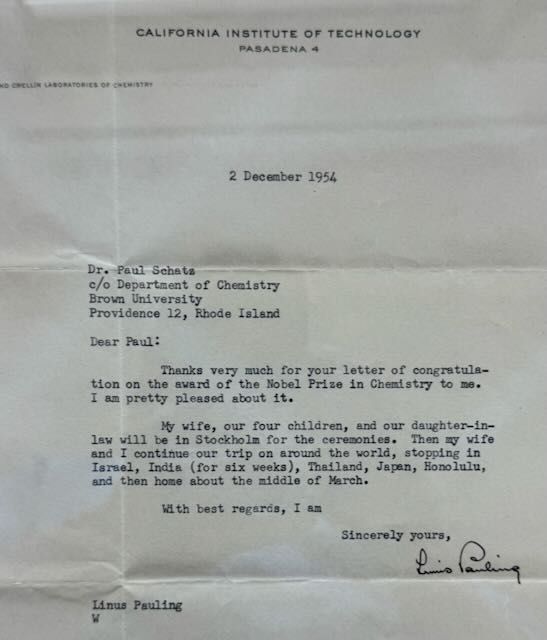 CALIFORNIA INSTITUTE OF TECHNOLOGY
PASADENA 4
CRELLIN LABORATORIES OF CHEMISTRY
2 December 1954
Dr. Paul Schatz
c/o Department of Chemistry
Brown University
Providence 12, Rhode Island
Dear Paul:
Thanks very much for your letter of congratula-
tion on the award of the Nobel Prize in Chemistry to me.
I am pretty pleased about it.
My wife, our four children, and our daughter-in-
law will be in Stockholm for the ceremonies. Then my wife
and I continue our trip on around the world, stopping in
Israel, India (for six weeks), Thailand, Japan, Honolulu,
and then home about the middle of March.
With best regards, I am
Sincerely yours,
Linus Pauling
Linus Pauling
W